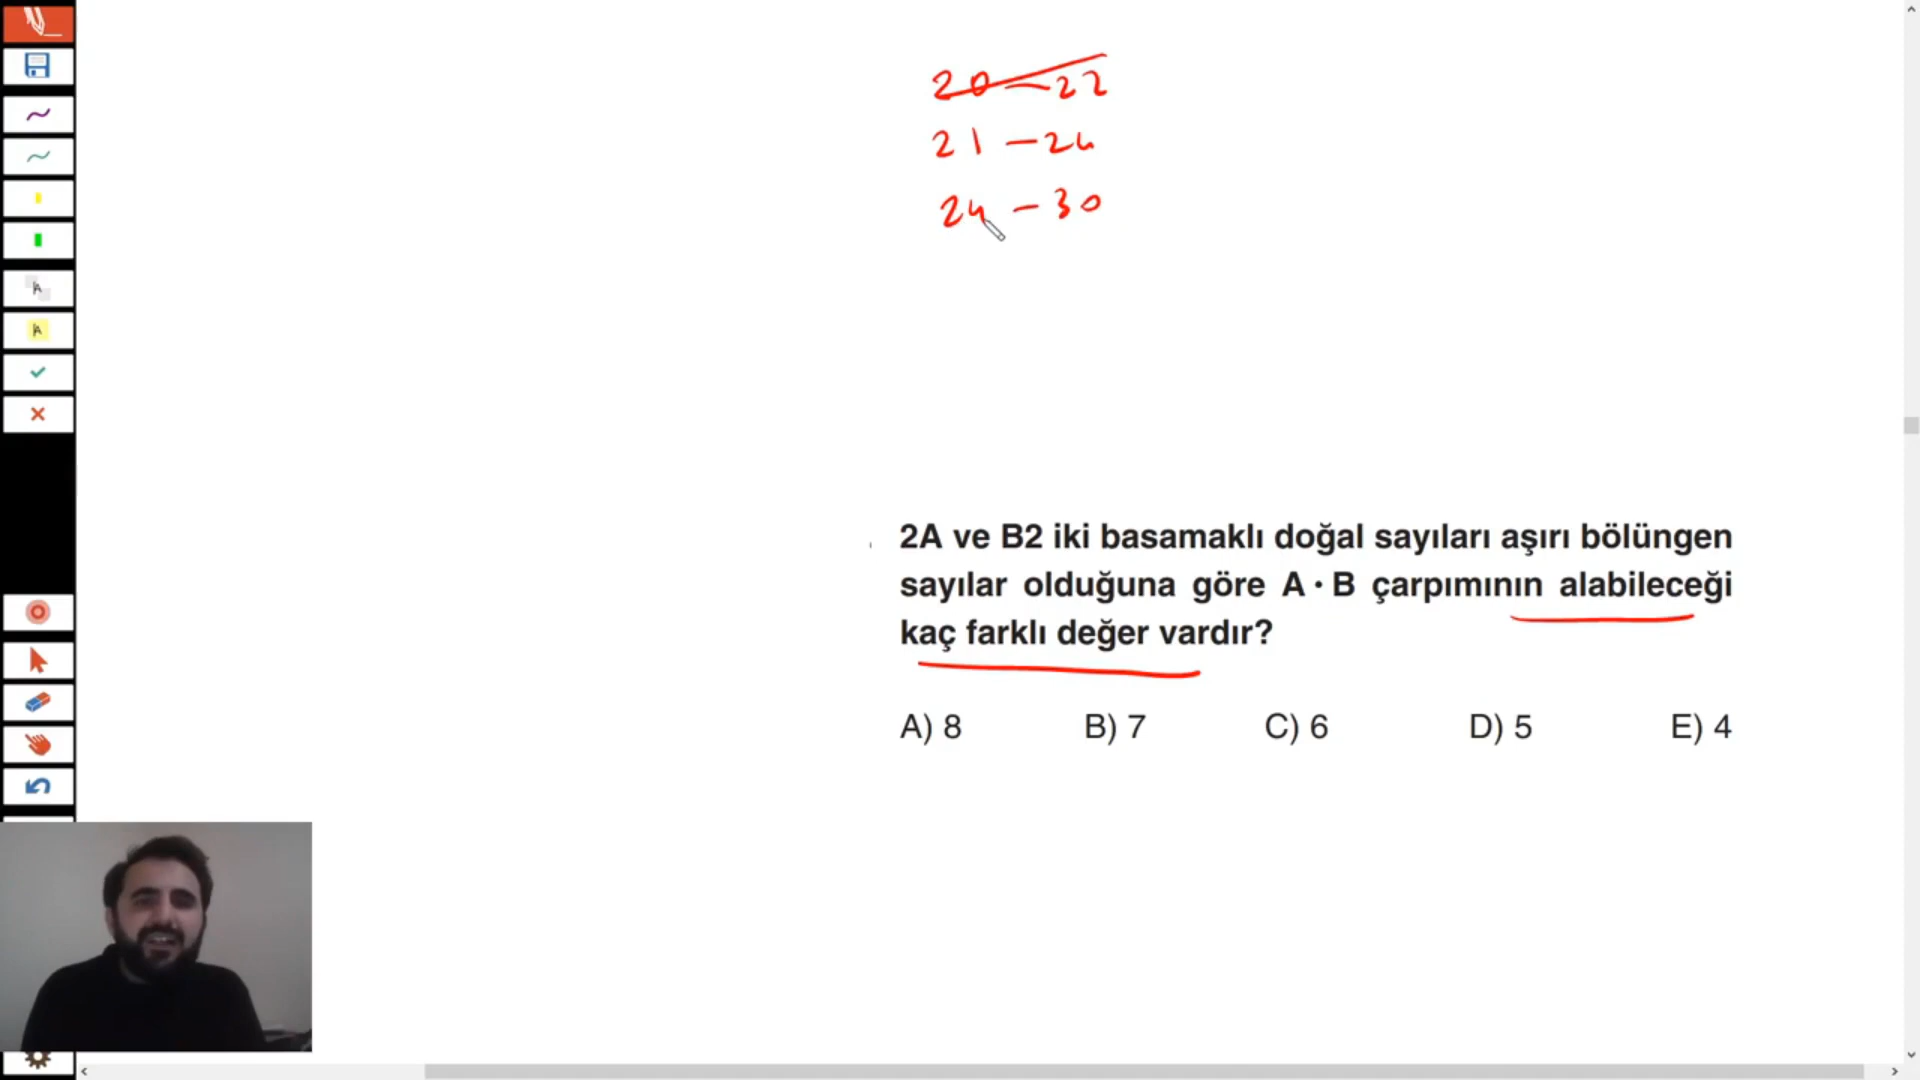 20 — 22
21 — 24
24 — 30
2A ve B2 iki basamaklı doğal sayıları aşırı bölüngen
sayılar olduğuna göre A · B çarpımının alabileceği
kaç farklı değer vardır?
A) 8 B) 7 C) 6 D) 5 E) 4